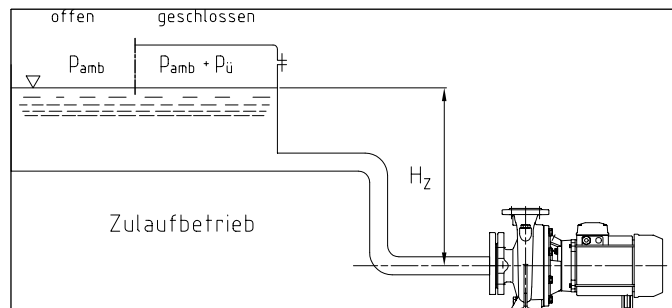 offen geschlossen
Pamb Pamb + Pü
HZ
Zulaufbetrieb